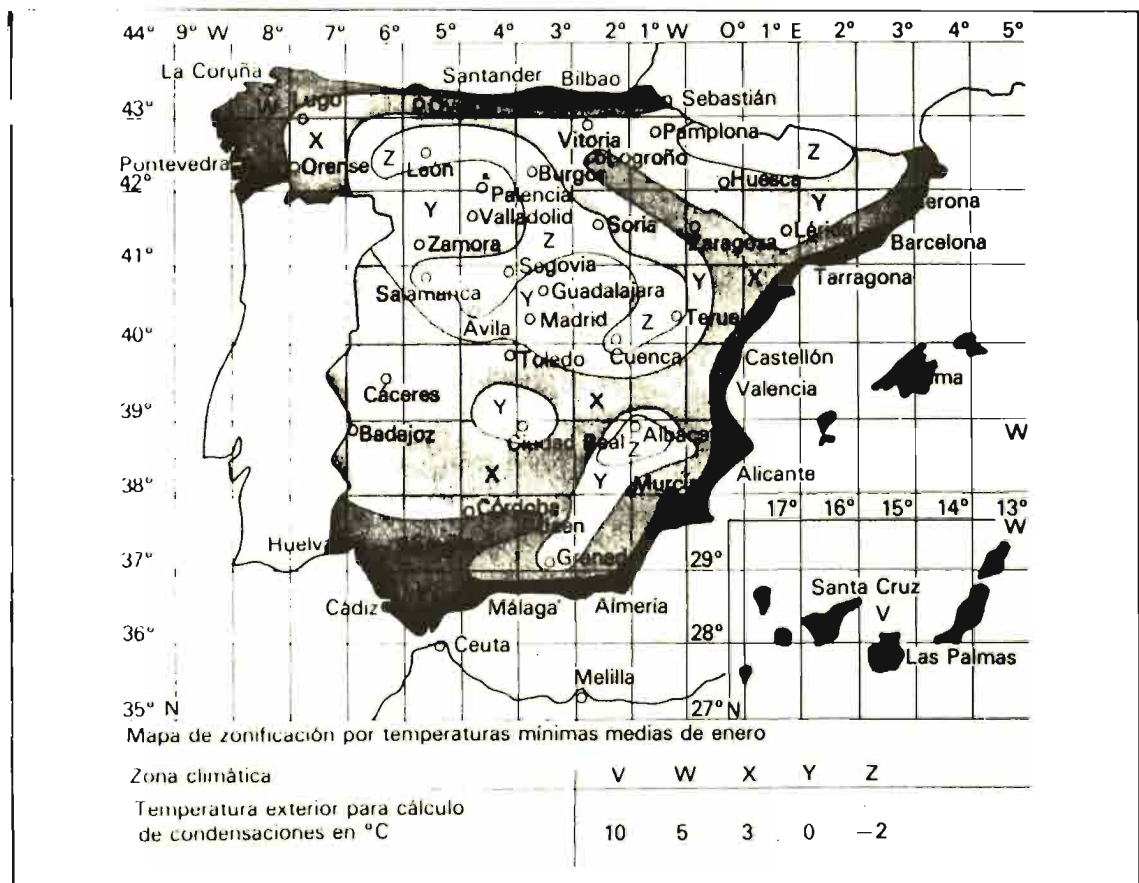 44° 9° W 8° 7° 6° 5° 4° 3° 2° 1° W 0° 1° E 2° 3° 4° 5°
La Coruña Santander Bilbao
43° W Lugo Sebastián
X Vitoria Pamplona
Pontevedra Orense Z León Logroño Z
42° Burgos Huesca
Palencia
Y Valladolid Soria Y erona
Zamora Z Zaragoza Lérida Barcelona
41° Segovia Y X Tarragona
Salamanca Y Guadalajara
Madrid Z Teruel
40° Avila
Toledo Cuenca Castellón
Cáceres X Valencia ma
39° Y
Badajoz Ciudad Real Albace W
Z
X Y Murcia Alicante
38° 17° 16° 15° 14° 13°
Córdoba W
Huelva Granad
37° 29°
Cádiz Málaga Almería Santa Cruz
36° V
Ceuta 28°
Las Palmas
Melilla
35° N 27° N
Mapa de zonificación por temperaturas mínimas medias de enero
Zona climática V W X Y Z
Temperatura exterior para cálculo
de condensaciones en °C 10 5 3 0 −2